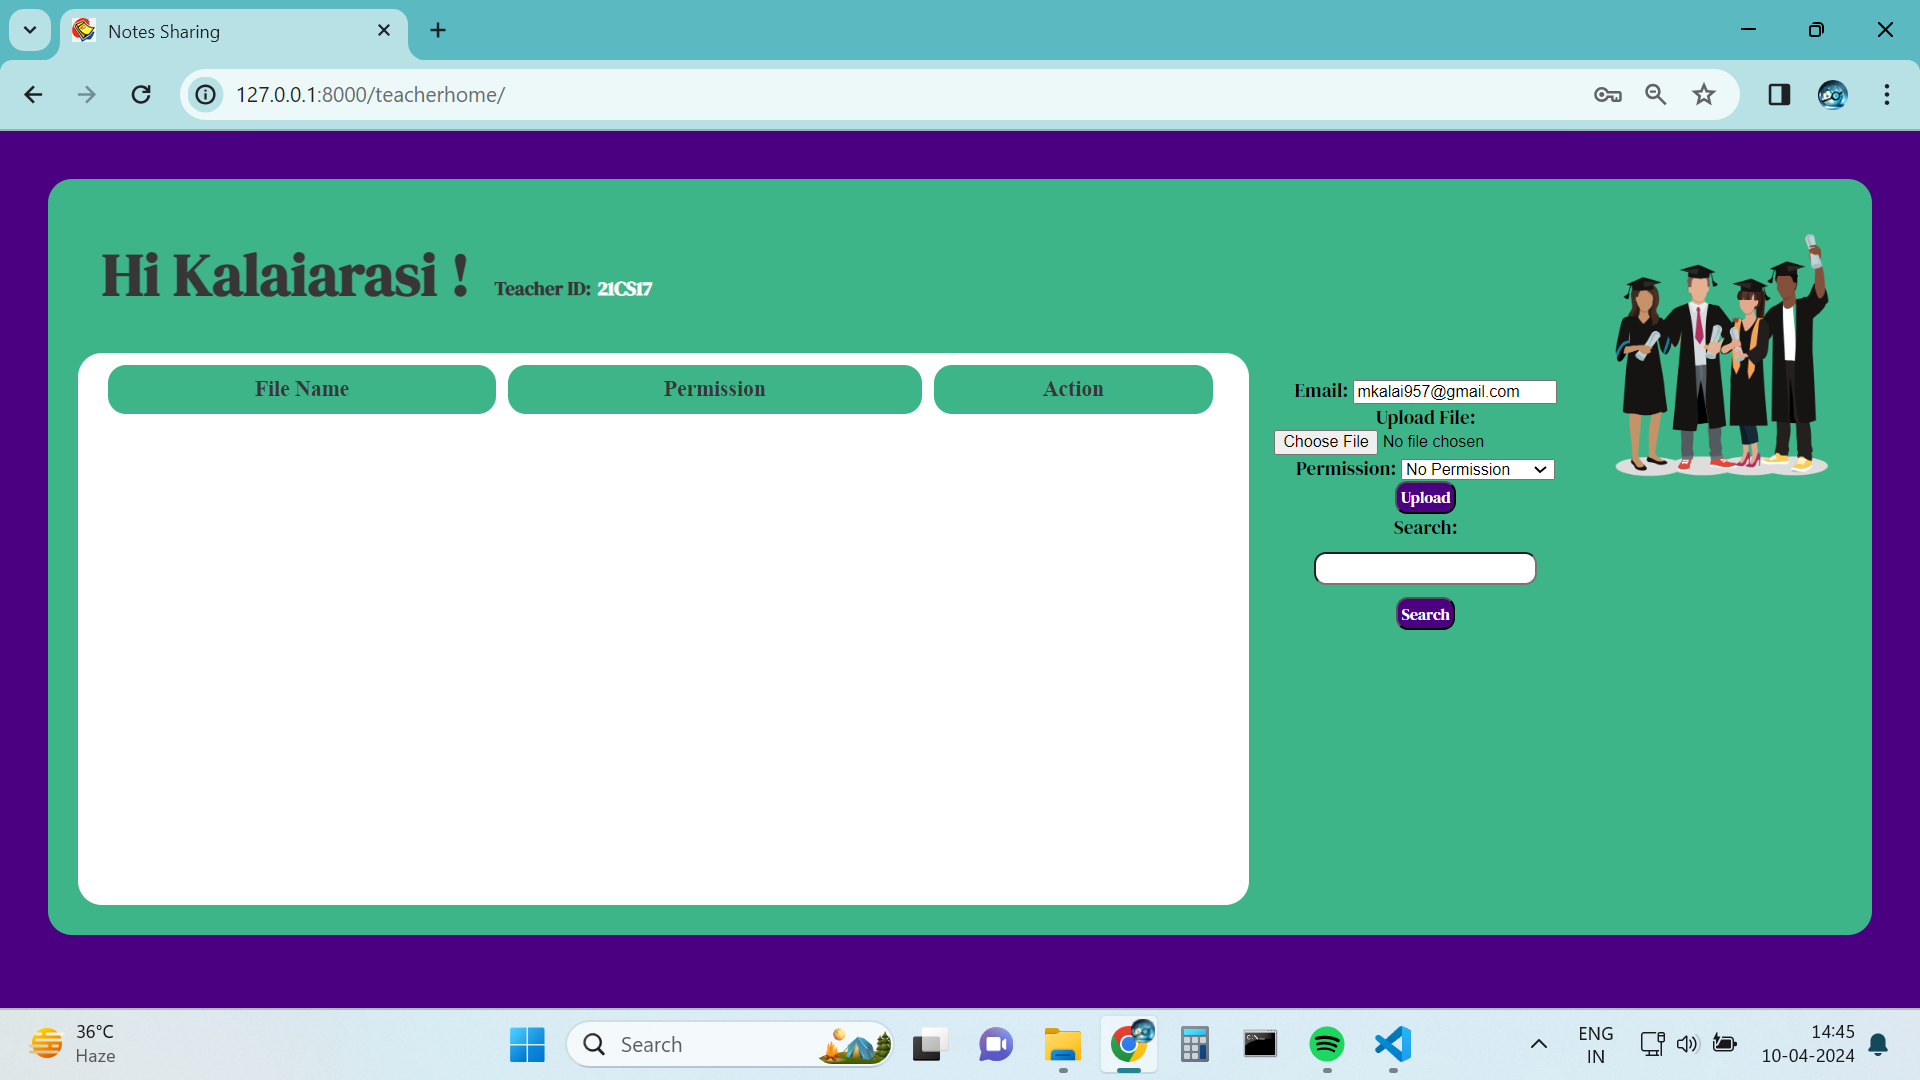 Notes Sharing
127.0.0.1:8000/teacherhome/
Hi Kalaiarasi ! Teacher ID: 21CS17
File Name Permission Action
Email: mkalai957@gmail.com
Upload File:
Choose File No file chosen
Permission: No Permission
Upload
Search:
Search
36°C
Haze
Search
ENG
IN
14:45
10-04-2024